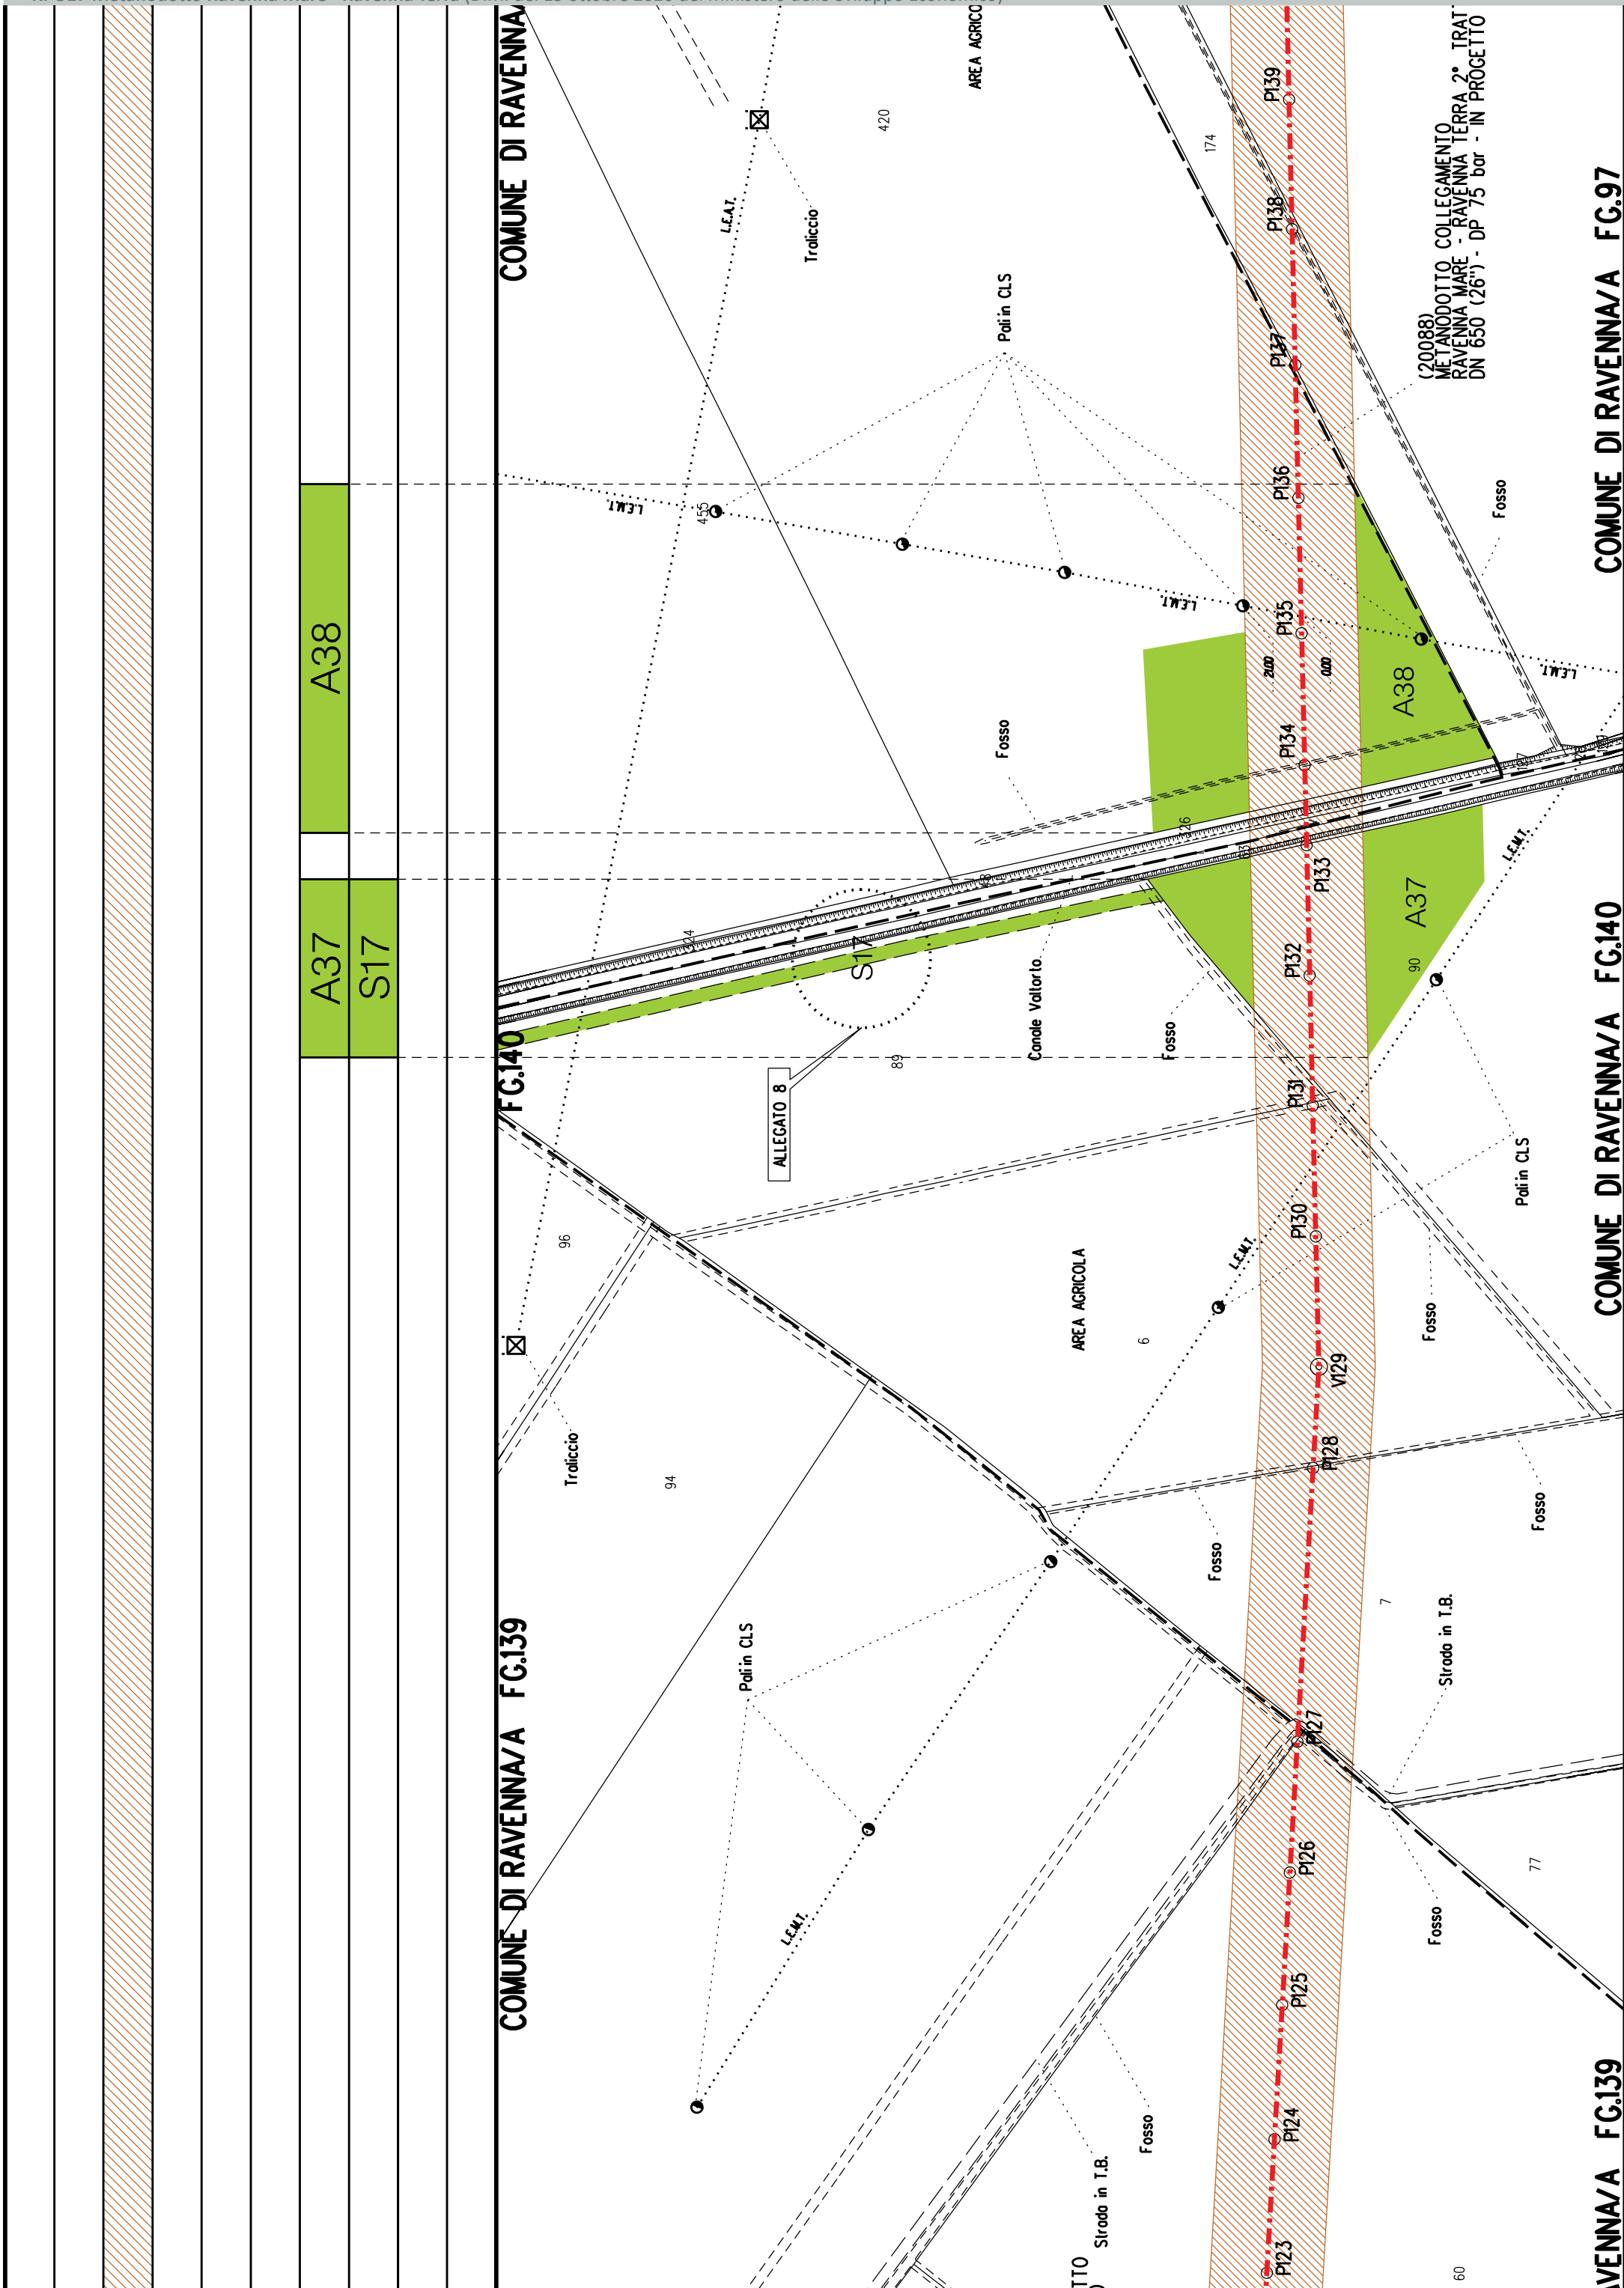 COMUNE DI RAVENNA/A FG.139
FG.140
COMUNE DI RAVENNA/
A37
A38
S17
L.E.A.T.
Traliccio
Traliccio
420
AREA AGRICO
174
P139
P138
P137
P136
P135
P134
P133
P132
P131
P130
V129
P128
P127
P126
P125
P124
P123
(20088)
METANODOTTO COLLEGAMENTO
RAVENNA MARE - RAVENNA TERRA 2° TRAT
DN 650 (26") - DP 75 bar - IN PROGETTO
COMUNE DI RAVENNA/A FG.97
Pali in CLS
L.E.M.T.
455
L.E.M.T.
Fosso
21.00
0.00
A38
L.E.M.T.
Fosso
226
A37
90
L.E.M.T.
S17
ALLEGATO 8
89
Canale Valtorto
Fosso
COMUNE DI RAVENNA/A FG.140
96
94
AREA AGRICOLA
6
L.E.M.T.
Pali in CLS
Fosso
Fosso
Fosso
7
Strada in T.B.
Pali in CLS
L.E.M.T.
77
Fosso
Fosso
Strada in T.B.
TTO
60
VENNA/A FG.139